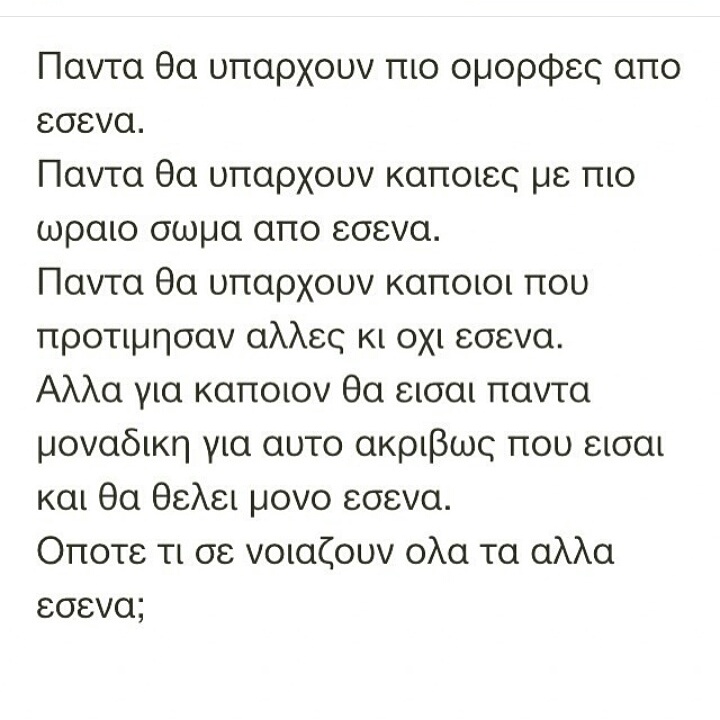 Παντα θα υπαρχουν πιο ομορφες απο
εσενα.
Παντα θα υπαρχουν καποιες με πιο
ωραιο σωμα απο εσενα.
Παντα θα υπαρχουν καποιοι που
προτιμησαν αλλες κι οχι εσενα.
Αλλα για καποιον θα εισαι παντα
μοναδικη για αυτο ακριβως που εισαι
και θα θελει μονο εσενα.
Οποτε τι σε νοιαζουν ολα τα αλλα
εσενα;